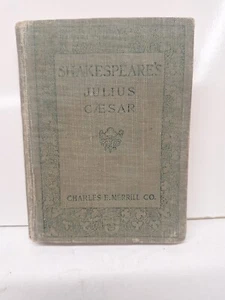 SHAKESPEARE'S
JULIUS
CÆSAR
CHARLES E. MERRILL CO.